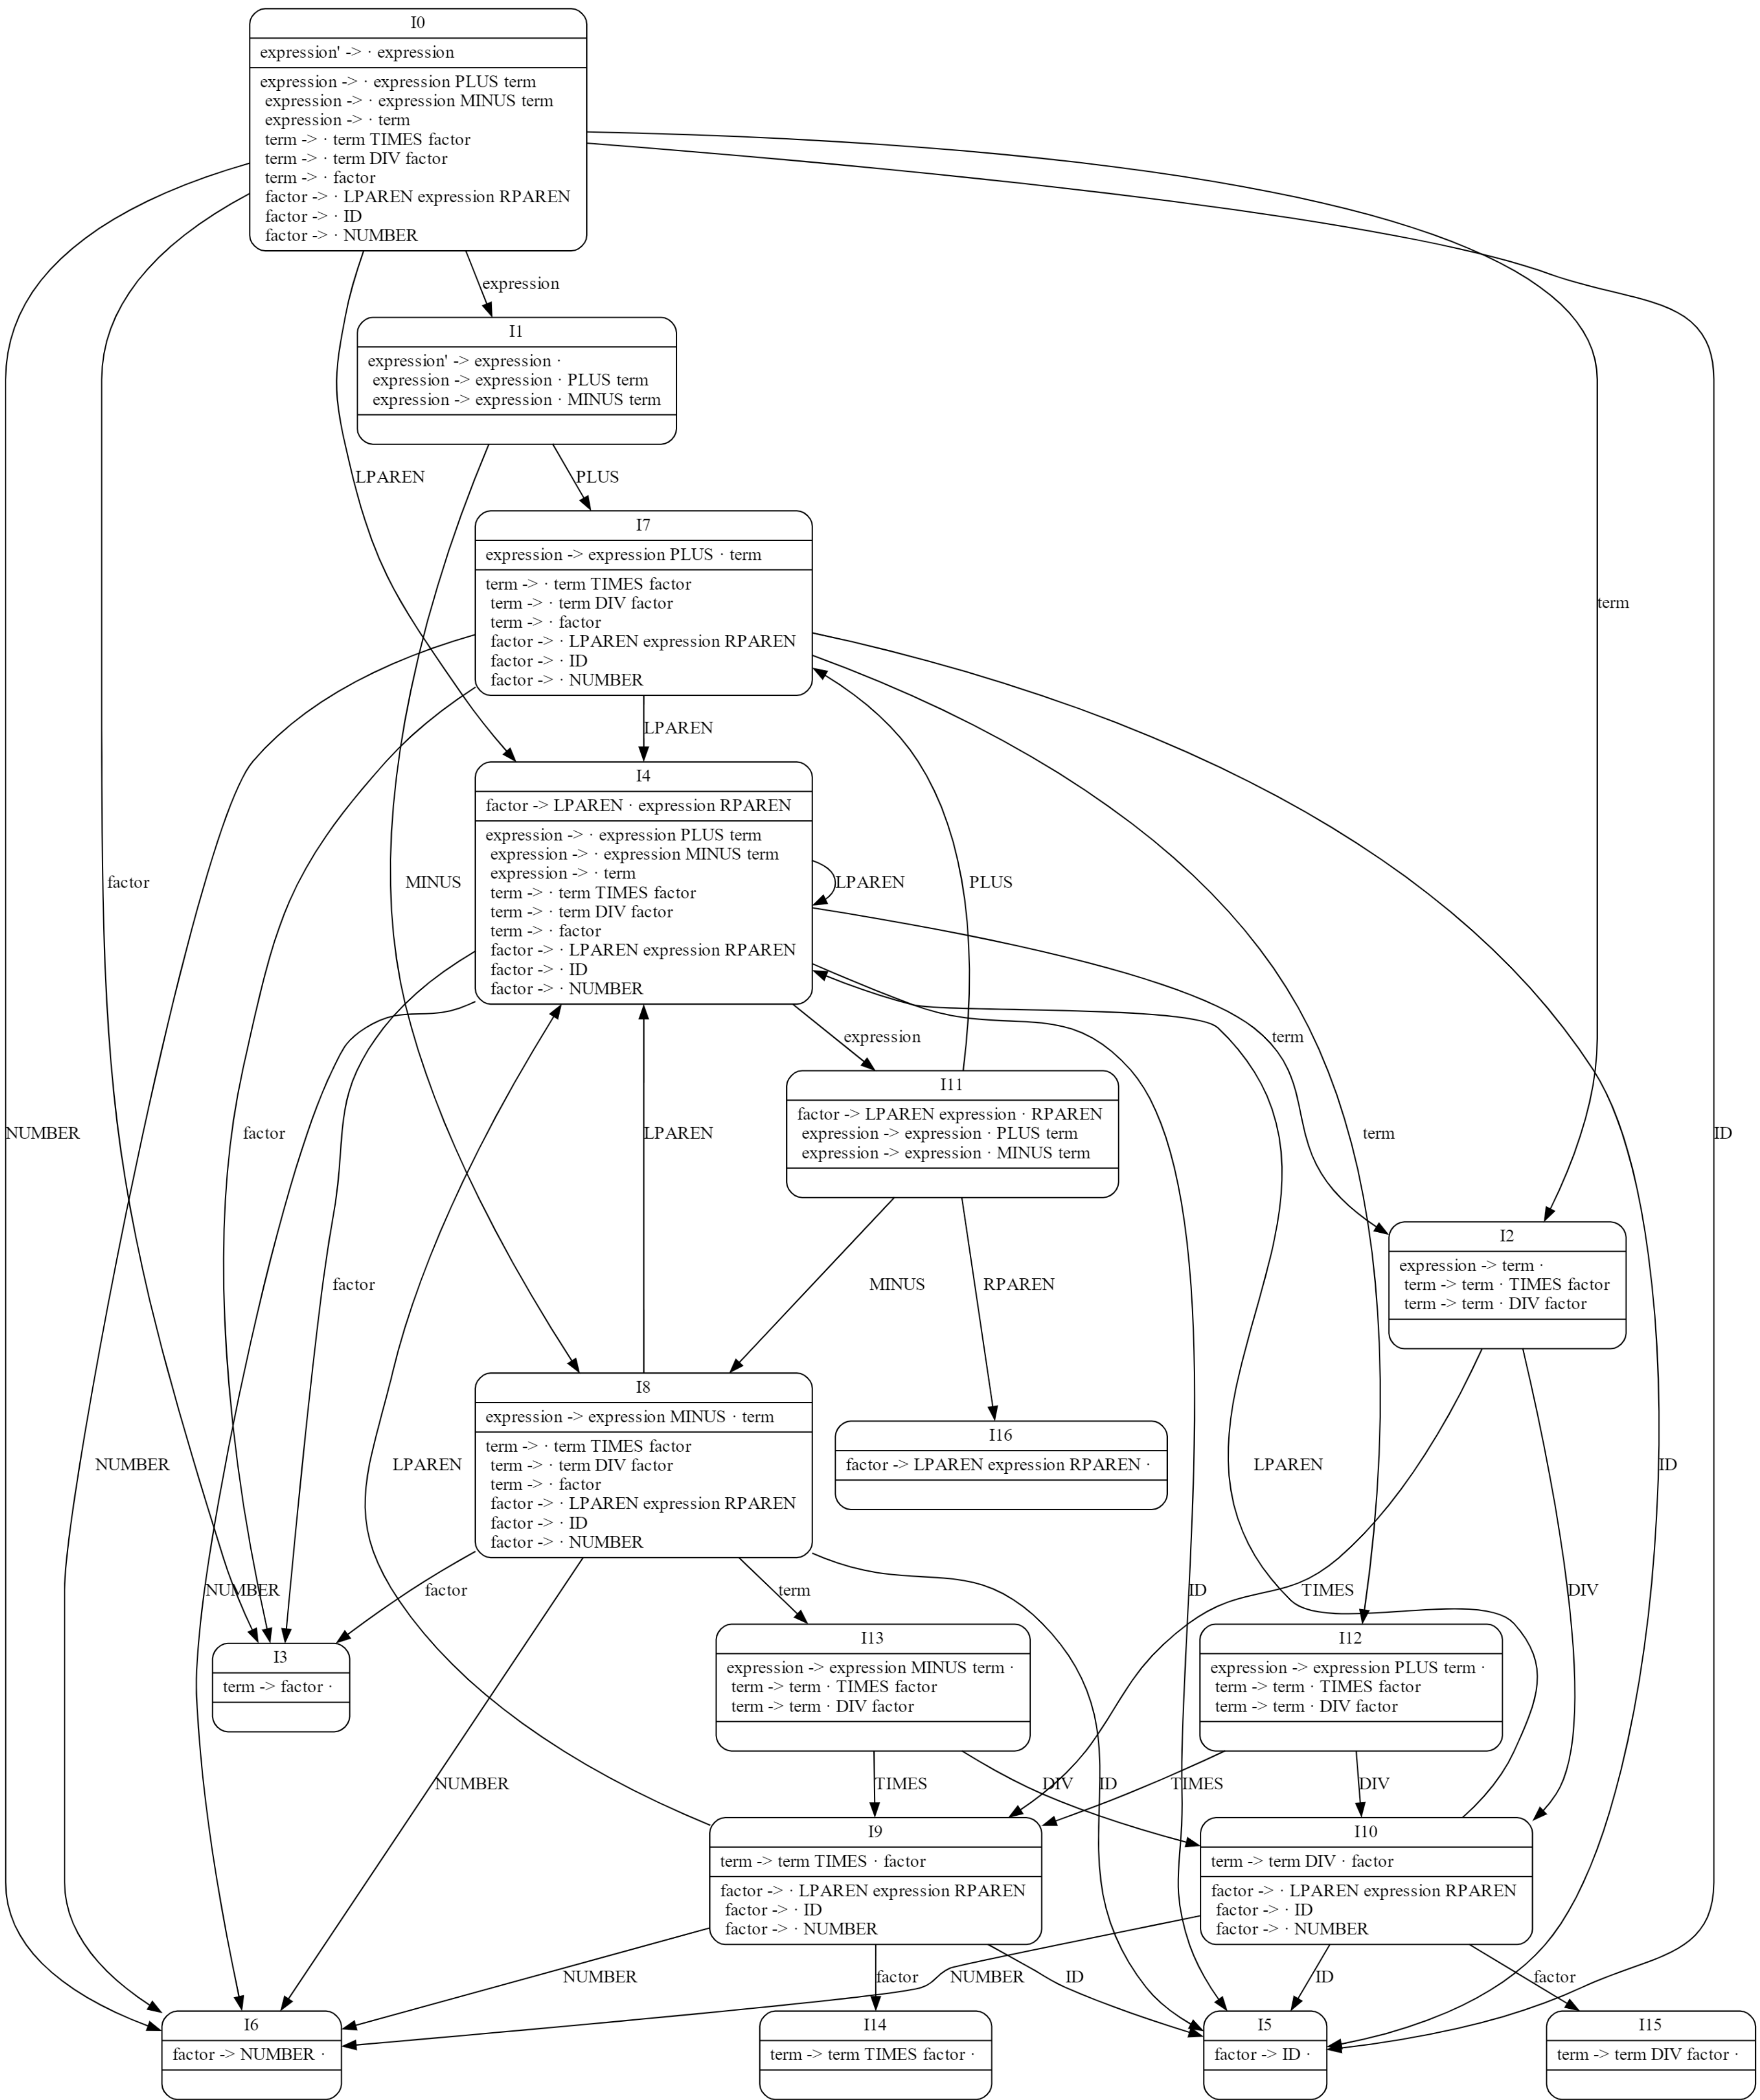 I0
expression' -> · expression
expression -> · expression PLUS term
expression -> · expression MINUS term
expression -> · term
term -> · term TIMES factor
term -> · term DIV factor
term -> · factor
factor -> · LPAREN expression RPAREN
factor -> · ID
factor -> · NUMBER
expression
I1
expression' -> expression ·
expression -> expression · PLUS term
expression -> expression · MINUS term
LPAREN
PLUS
I7
expression -> expression PLUS · term
term -> · term TIMES factor
term -> · term DIV factor
term -> · factor
factor -> · LPAREN expression RPAREN
factor -> · ID
factor -> · NUMBER
term
LPAREN
I4
factor -> LPAREN · expression RPAREN
expression -> · expression PLUS term
expression -> · expression MINUS term
expression -> · term
term -> · term TIMES factor
term -> · term DIV factor
term -> · factor
factor -> · LPAREN expression RPAREN
factor -> · ID
factor -> · NUMBER
factor
MINUS
LPAREN
PLUS
expression
term
I11
factor -> LPAREN expression · RPAREN
expression -> expression · PLUS term
expression -> expression · MINUS term
NUMBER
factor
LPAREN
term
ID
I2
expression -> term ·
term -> term · TIMES factor
term -> term · DIV factor
factor
MINUS
RPAREN
I8
expression -> expression MINUS · term
term -> · term TIMES factor
term -> · term DIV factor
term -> · factor
factor -> · LPAREN expression RPAREN
factor -> · ID
factor -> · NUMBER
I16
factor -> LPAREN expression RPAREN ·
NUMBER
LPAREN
LPAREN
ID
NUMBER
factor
term
ID
TIMES
DIV
I3
term -> factor ·
I13
expression -> expression MINUS term ·
term -> term · TIMES factor
term -> term · DIV factor
I12
expression -> expression PLUS term ·
term -> term · TIMES factor
term -> term · DIV factor
NUMBER
TIMES
DIV
ID
TIMES
DIV
I9
term -> term TIMES · factor
factor -> · LPAREN expression RPAREN
factor -> · ID
factor -> · NUMBER
I10
term -> term DIV · factor
factor -> · LPAREN expression RPAREN
factor -> · ID
factor -> · NUMBER
NUMBER
factor
NUMBER
ID
ID
factor
I6
factor -> NUMBER ·
I14
term -> term TIMES factor ·
I5
factor -> ID ·
I15
term -> term DIV factor ·